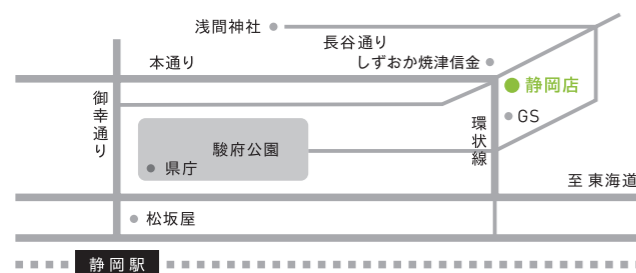 浅間神社
長谷通り
本通り
しずおか焼津信金
静岡店
御幸通り
GS
環状線
駿府公園
県庁
至 東海道
松坂屋
静岡駅